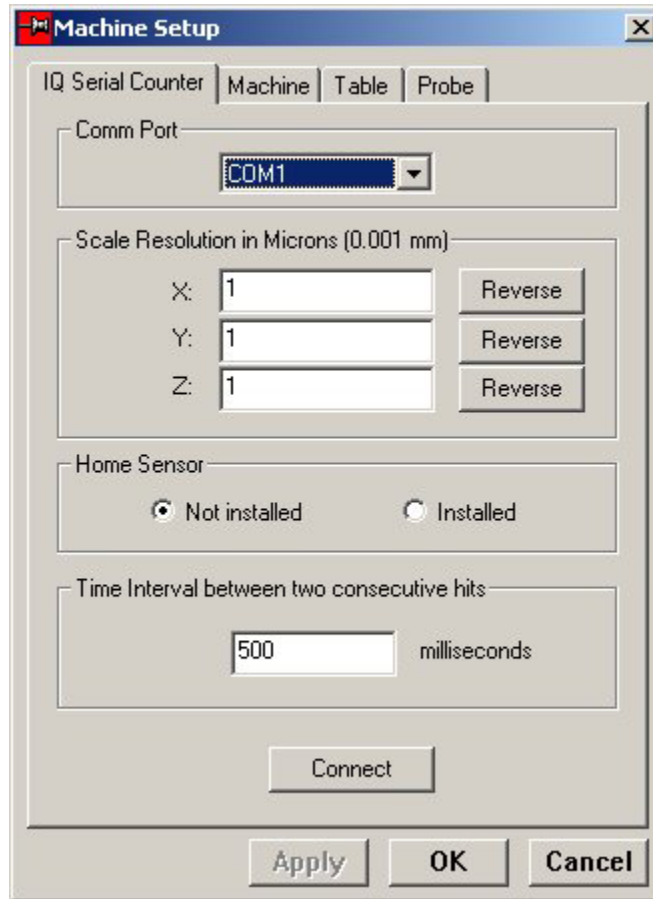 Machine Setup
IQ Serial Counter Machine Table Probe
Comm Port
COM1
Scale Resolution in Microns (0.001 mm)
X: 1 Reverse
Y: 1 Reverse
Z: 1 Reverse
Home Sensor
Not installed Installed
Time Interval between two consecutive hits
500 milliseconds
Connect
Apply OK Cancel